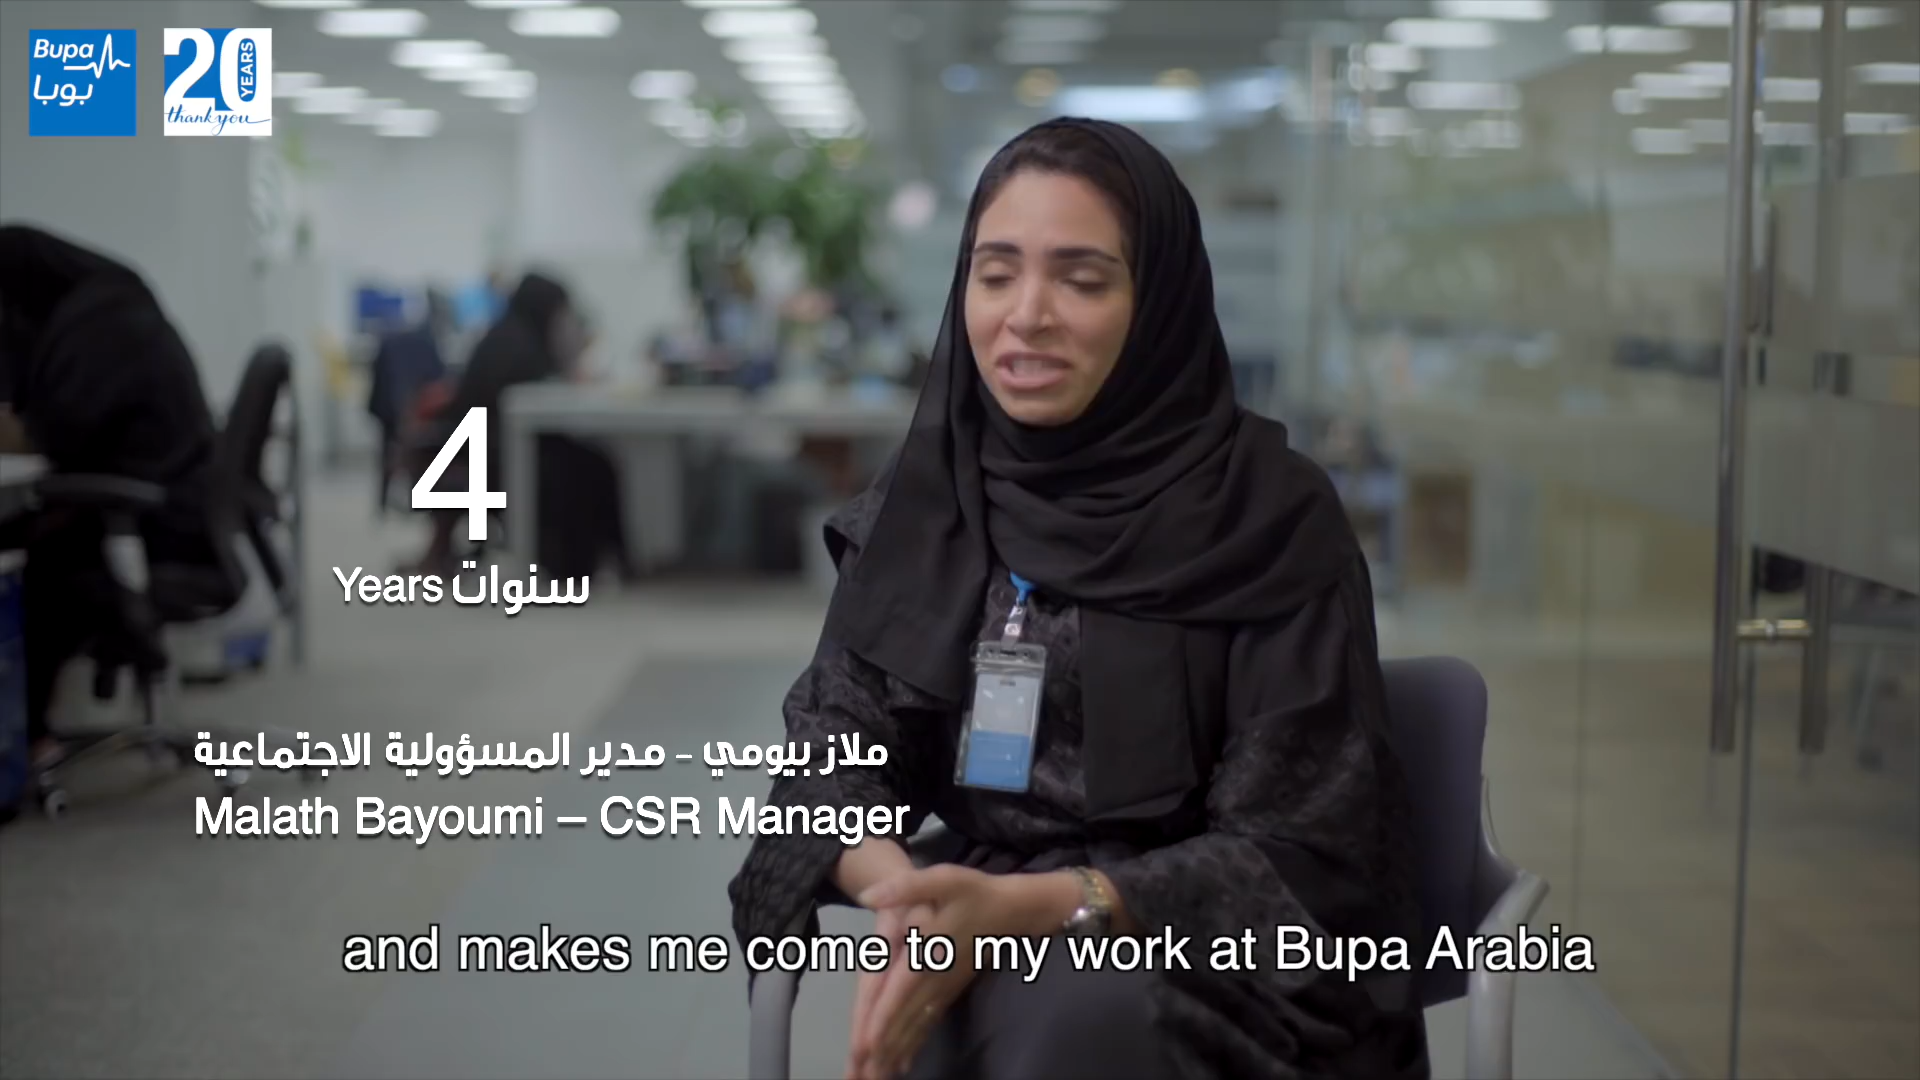 Bupa
بوبا
20 YEARS
thank you
4
Years سنوات
ملاز بيومي - مدير المسؤولية الاجتماعية
Malath Bayoumi – CSR Manager
and makes me come to my work at Bupa Arabia